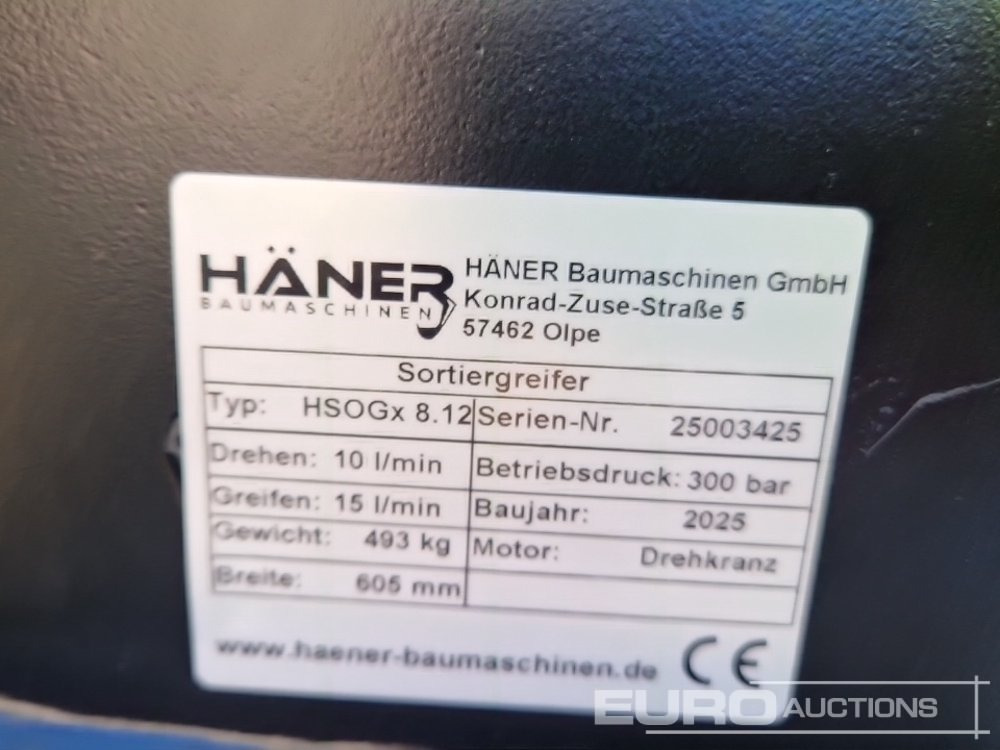 HÄNER
BAUMASCHINEN
HÄNER Baumaschinen GmbH
Konrad-Zuse-Straße 5
57462 Olpe
Sortiergreifer
Typ: HSOGx 8.12 Serien-Nr. 25003425
Drehen: 10 l/min Betriebsdruck: 300 bar
Greifen: 15 l/min Baujahr: 2025
Gewicht: 493 kg Motor: Drehkranz
Breite: 605 mm
www.haener-baumaschinen.de CE
EURO AUCTIONS